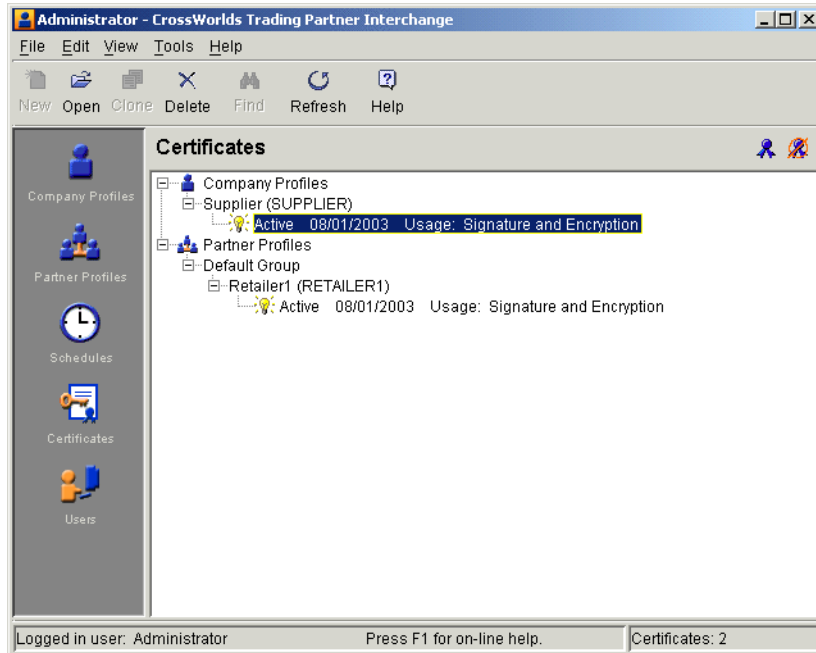 Administrator - CrossWorlds Trading Partner Interchange
File Edit View Tools Help
New Open Clone Delete Find Refresh Help
Certificates
Company Profiles
Partner Profiles
Schedules
Certificates
Users
Company Profiles
Supplier (SUPPLIER)
Active 08/01/2003 Usage: Signature and Encryption
Partner Profiles
Default Group
Retailer1 (RETAILER1)
Active 08/01/2003 Usage: Signature and Encryption
Logged in user: Administrator Press F1 for on-line help. Certificates: 2